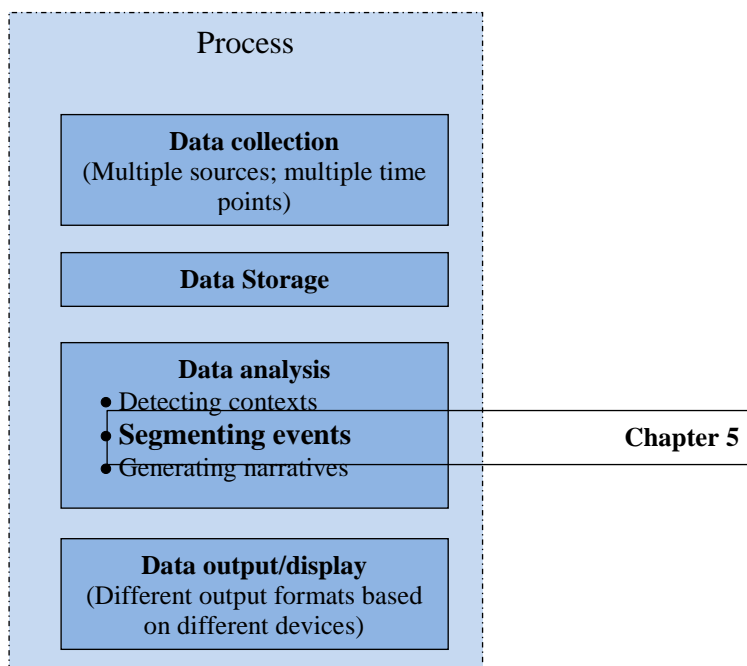 Process
Data collection
(Multiple sources; multiple time
points)
Data Storage
Data analysis
• Detecting contexts
• Segmenting events
Chapter 5
• Generating narratives
Data output/display
(Different output formats based
on different devices)